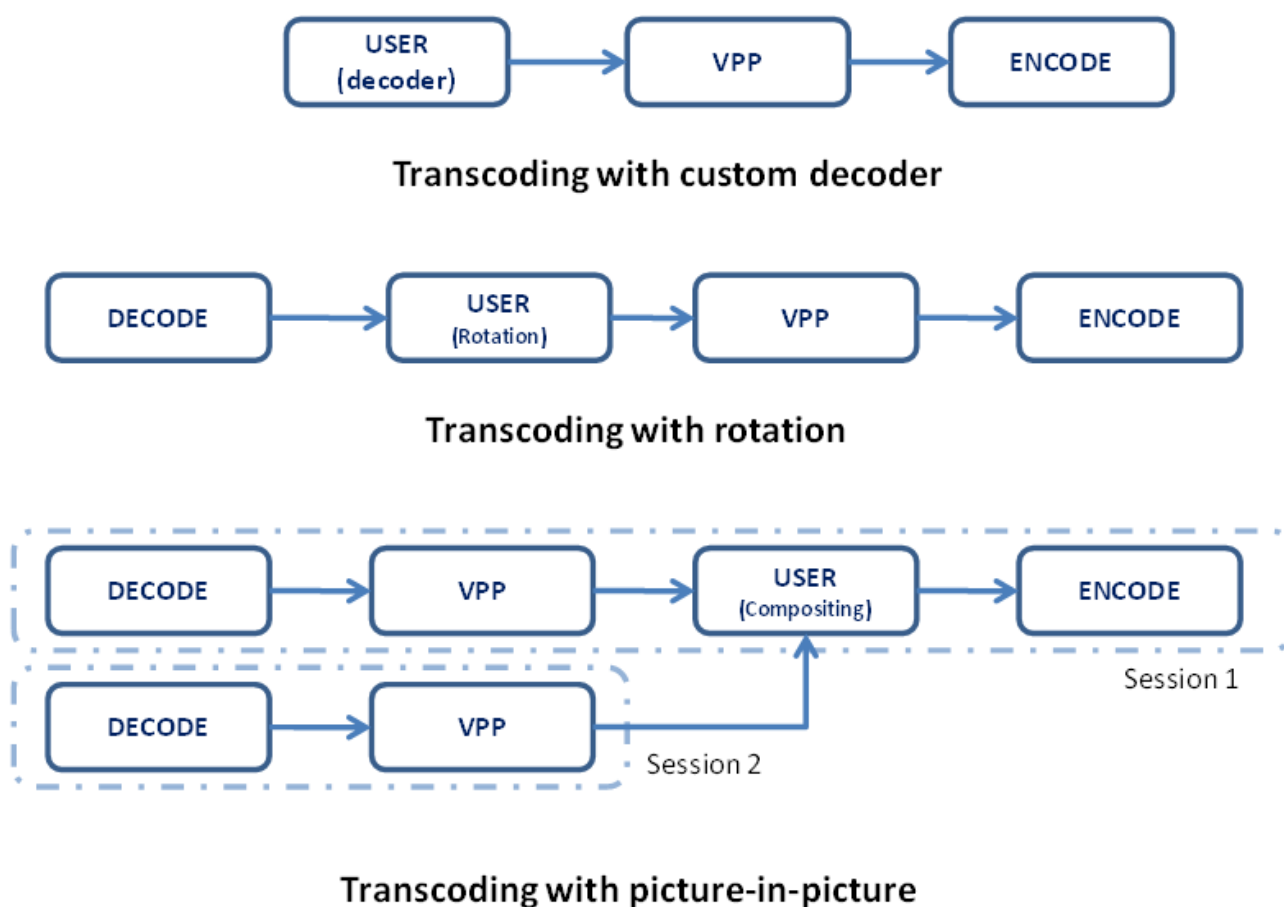 USER
(decoder)
VPP
ENCODE
Transcoding with custom decoder
DECODE
USER
(Rotation)
VPP
ENCODE
Transcoding with rotation
DECODE
VPP
USER
(Compositing)
ENCODE
Session 1
DECODE
VPP
Session 2
Transcoding with picture-in-picture